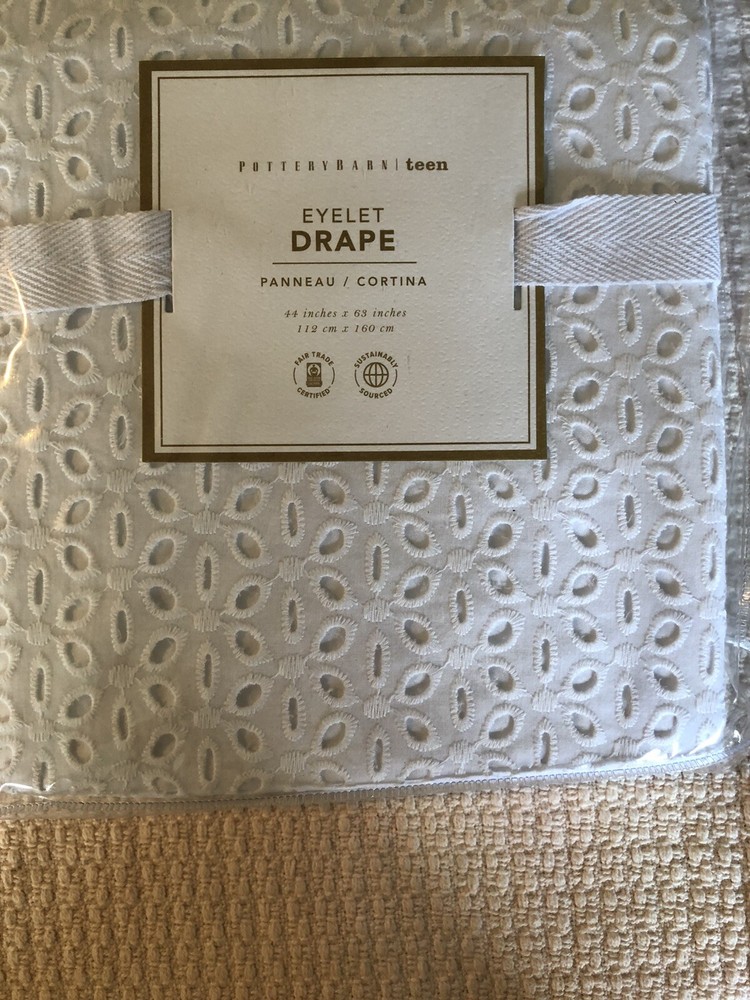 POTTERYBARN | teen
EYELET
DRAPE
PANNEAU / CORTINA
44 inches x 63 inches
112 cm x 160 cm
FAIR TRADE
CERTIFIED
SUSTAINABLY
SOURCED